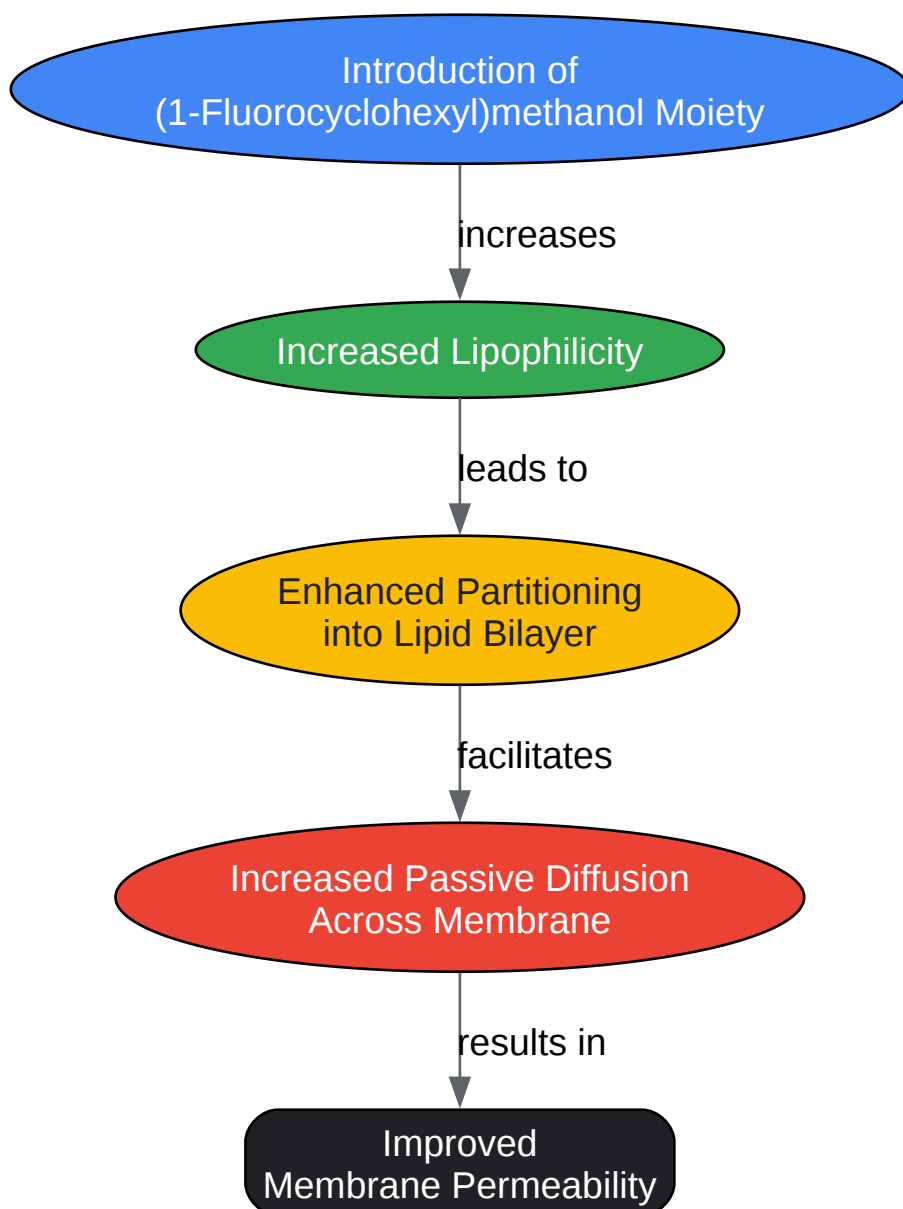 Introduction of
(1-Fluorocyclohexyl)methanol Moiety
increases
Increased Lipophilicity
leads to
Enhanced Partitioning
into Lipid Bilayer
facilitates
Increased Passive Diffusion
Across Membrane
results in
Improved
Membrane Permeability